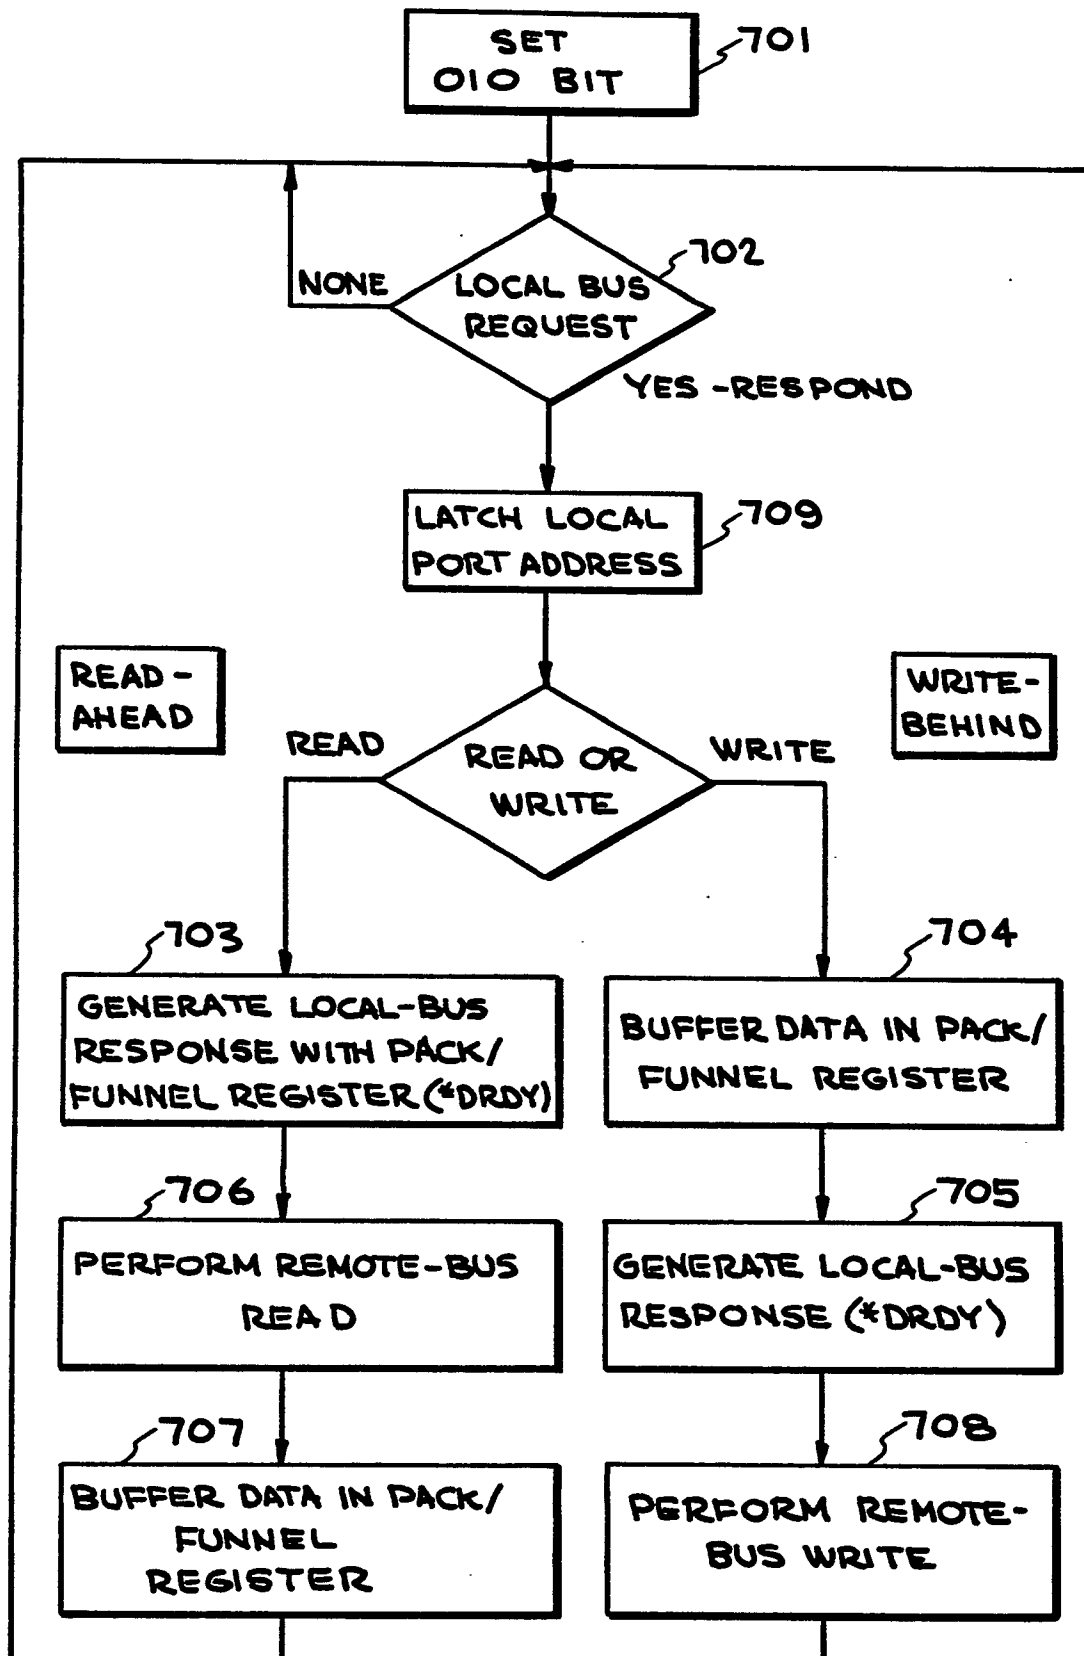 SET
OIO BIT
701
702
NONE
LOCAL BUS
REQUEST
YES - RESPOND
LATCH LOCAL
PORT ADDRESS
709
READ-
AHEAD
WRITE-
BEHIND
READ
READ OR
WRITE
WRITE
703
GENERATE LOCAL-BUS
RESPONSE WITH PACK/
FUNNEL REGISTER (*DRDY)
704
BUFFER DATA IN PACK/
FUNNEL REGISTER
706
PERFORM REMOTE-BUS
READ
705
GENERATE LOCAL-BUS
RESPONSE (*DRDY)
707
BUFFER DATA IN PACK/
FUNNEL
REGISTER
708
PERFORM REMOTE-
BUS WRITE